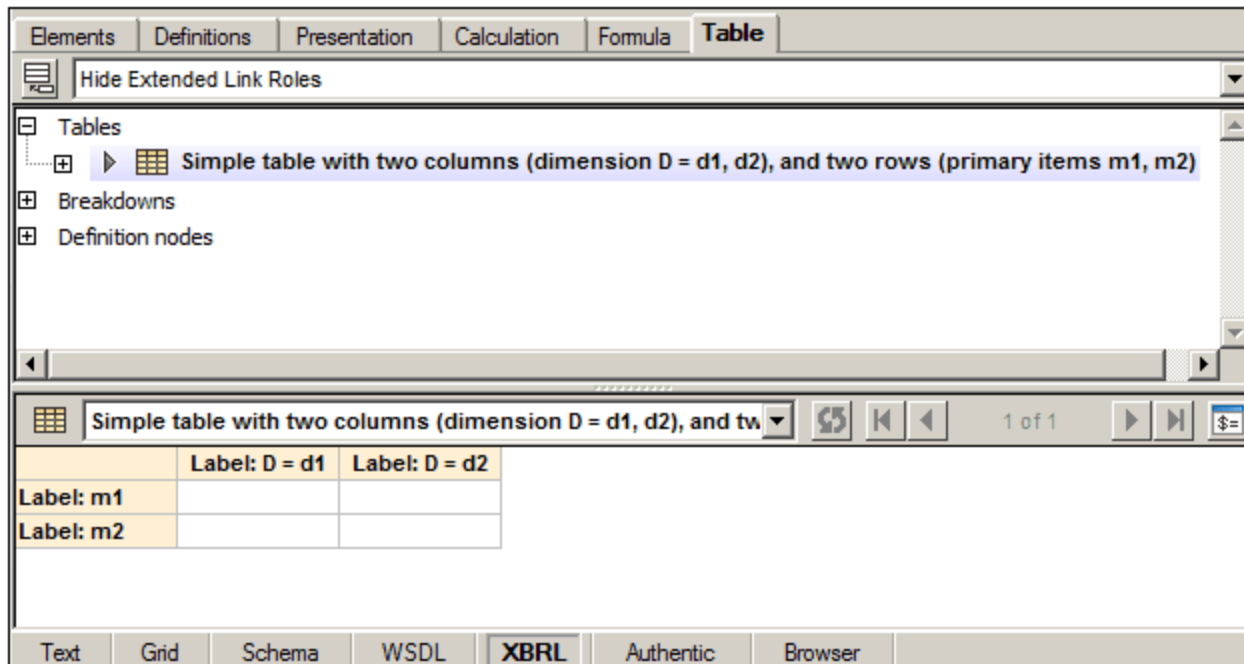 Elements Definitions Presentation Calculation Formula Table
Hide Extended Link Roles
Tables
Simple table with two columns (dimension D = d1, d2), and two rows (primary items m1, m2)
Breakdowns
Definition nodes
Simple table with two columns (dimension D = d1, d2), and tw 1 of 1 $=
Label: D = d1 Label: D = d2
Label: m1
Label: m2
Text Grid Schema WSDL XBRL Authentic Browser